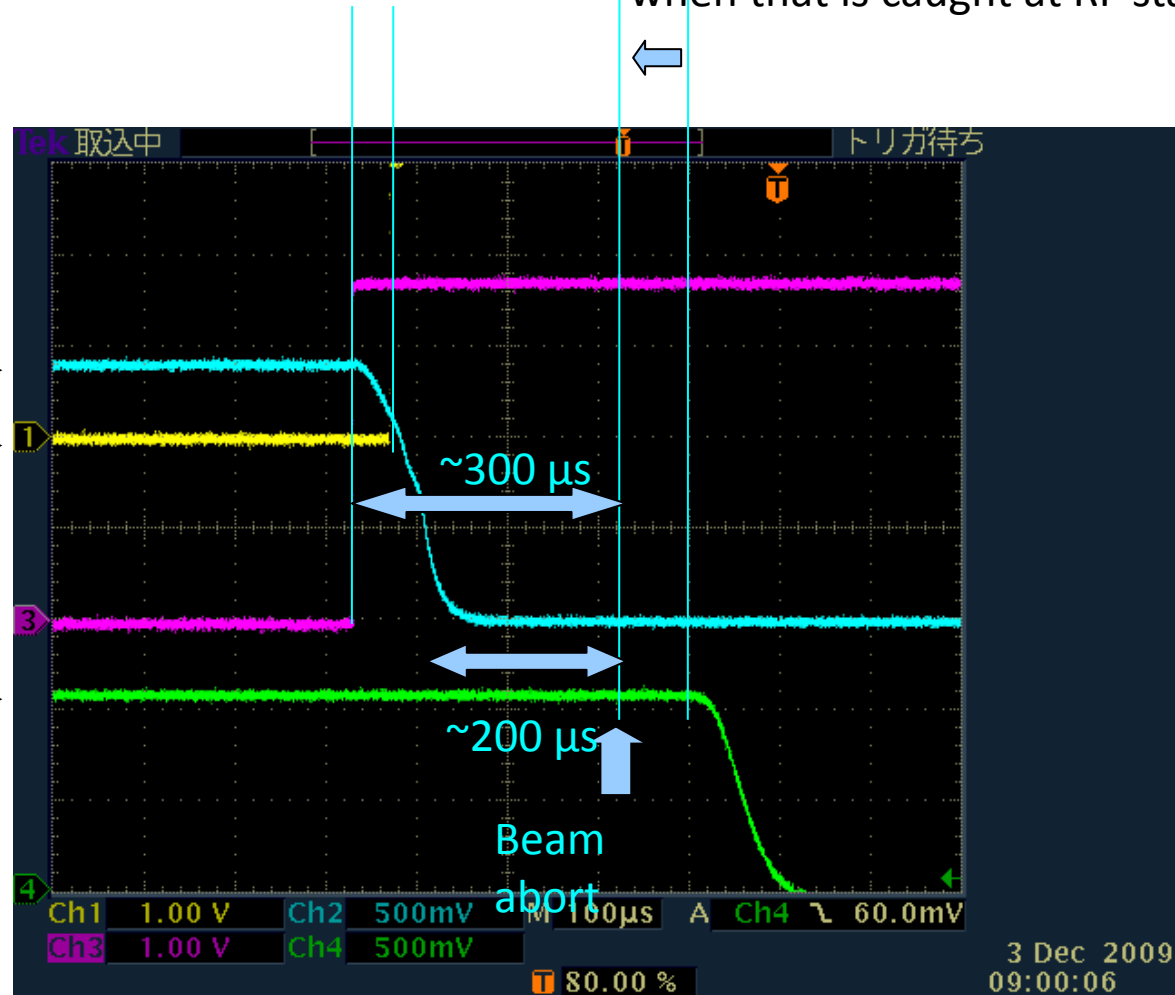 when that is caught at RF sta
Tek 取込中 [ T ] トリガ待ち
T
1
~300 µs
3
~200 µs
Beam
abort
4
Ch1 1.00 V Ch2 500mV M 100µs A Ch4 60.0mV
Ch3 1.00 V Ch4 500mV
3 Dec 2009
T 80.00 % 09:00:06